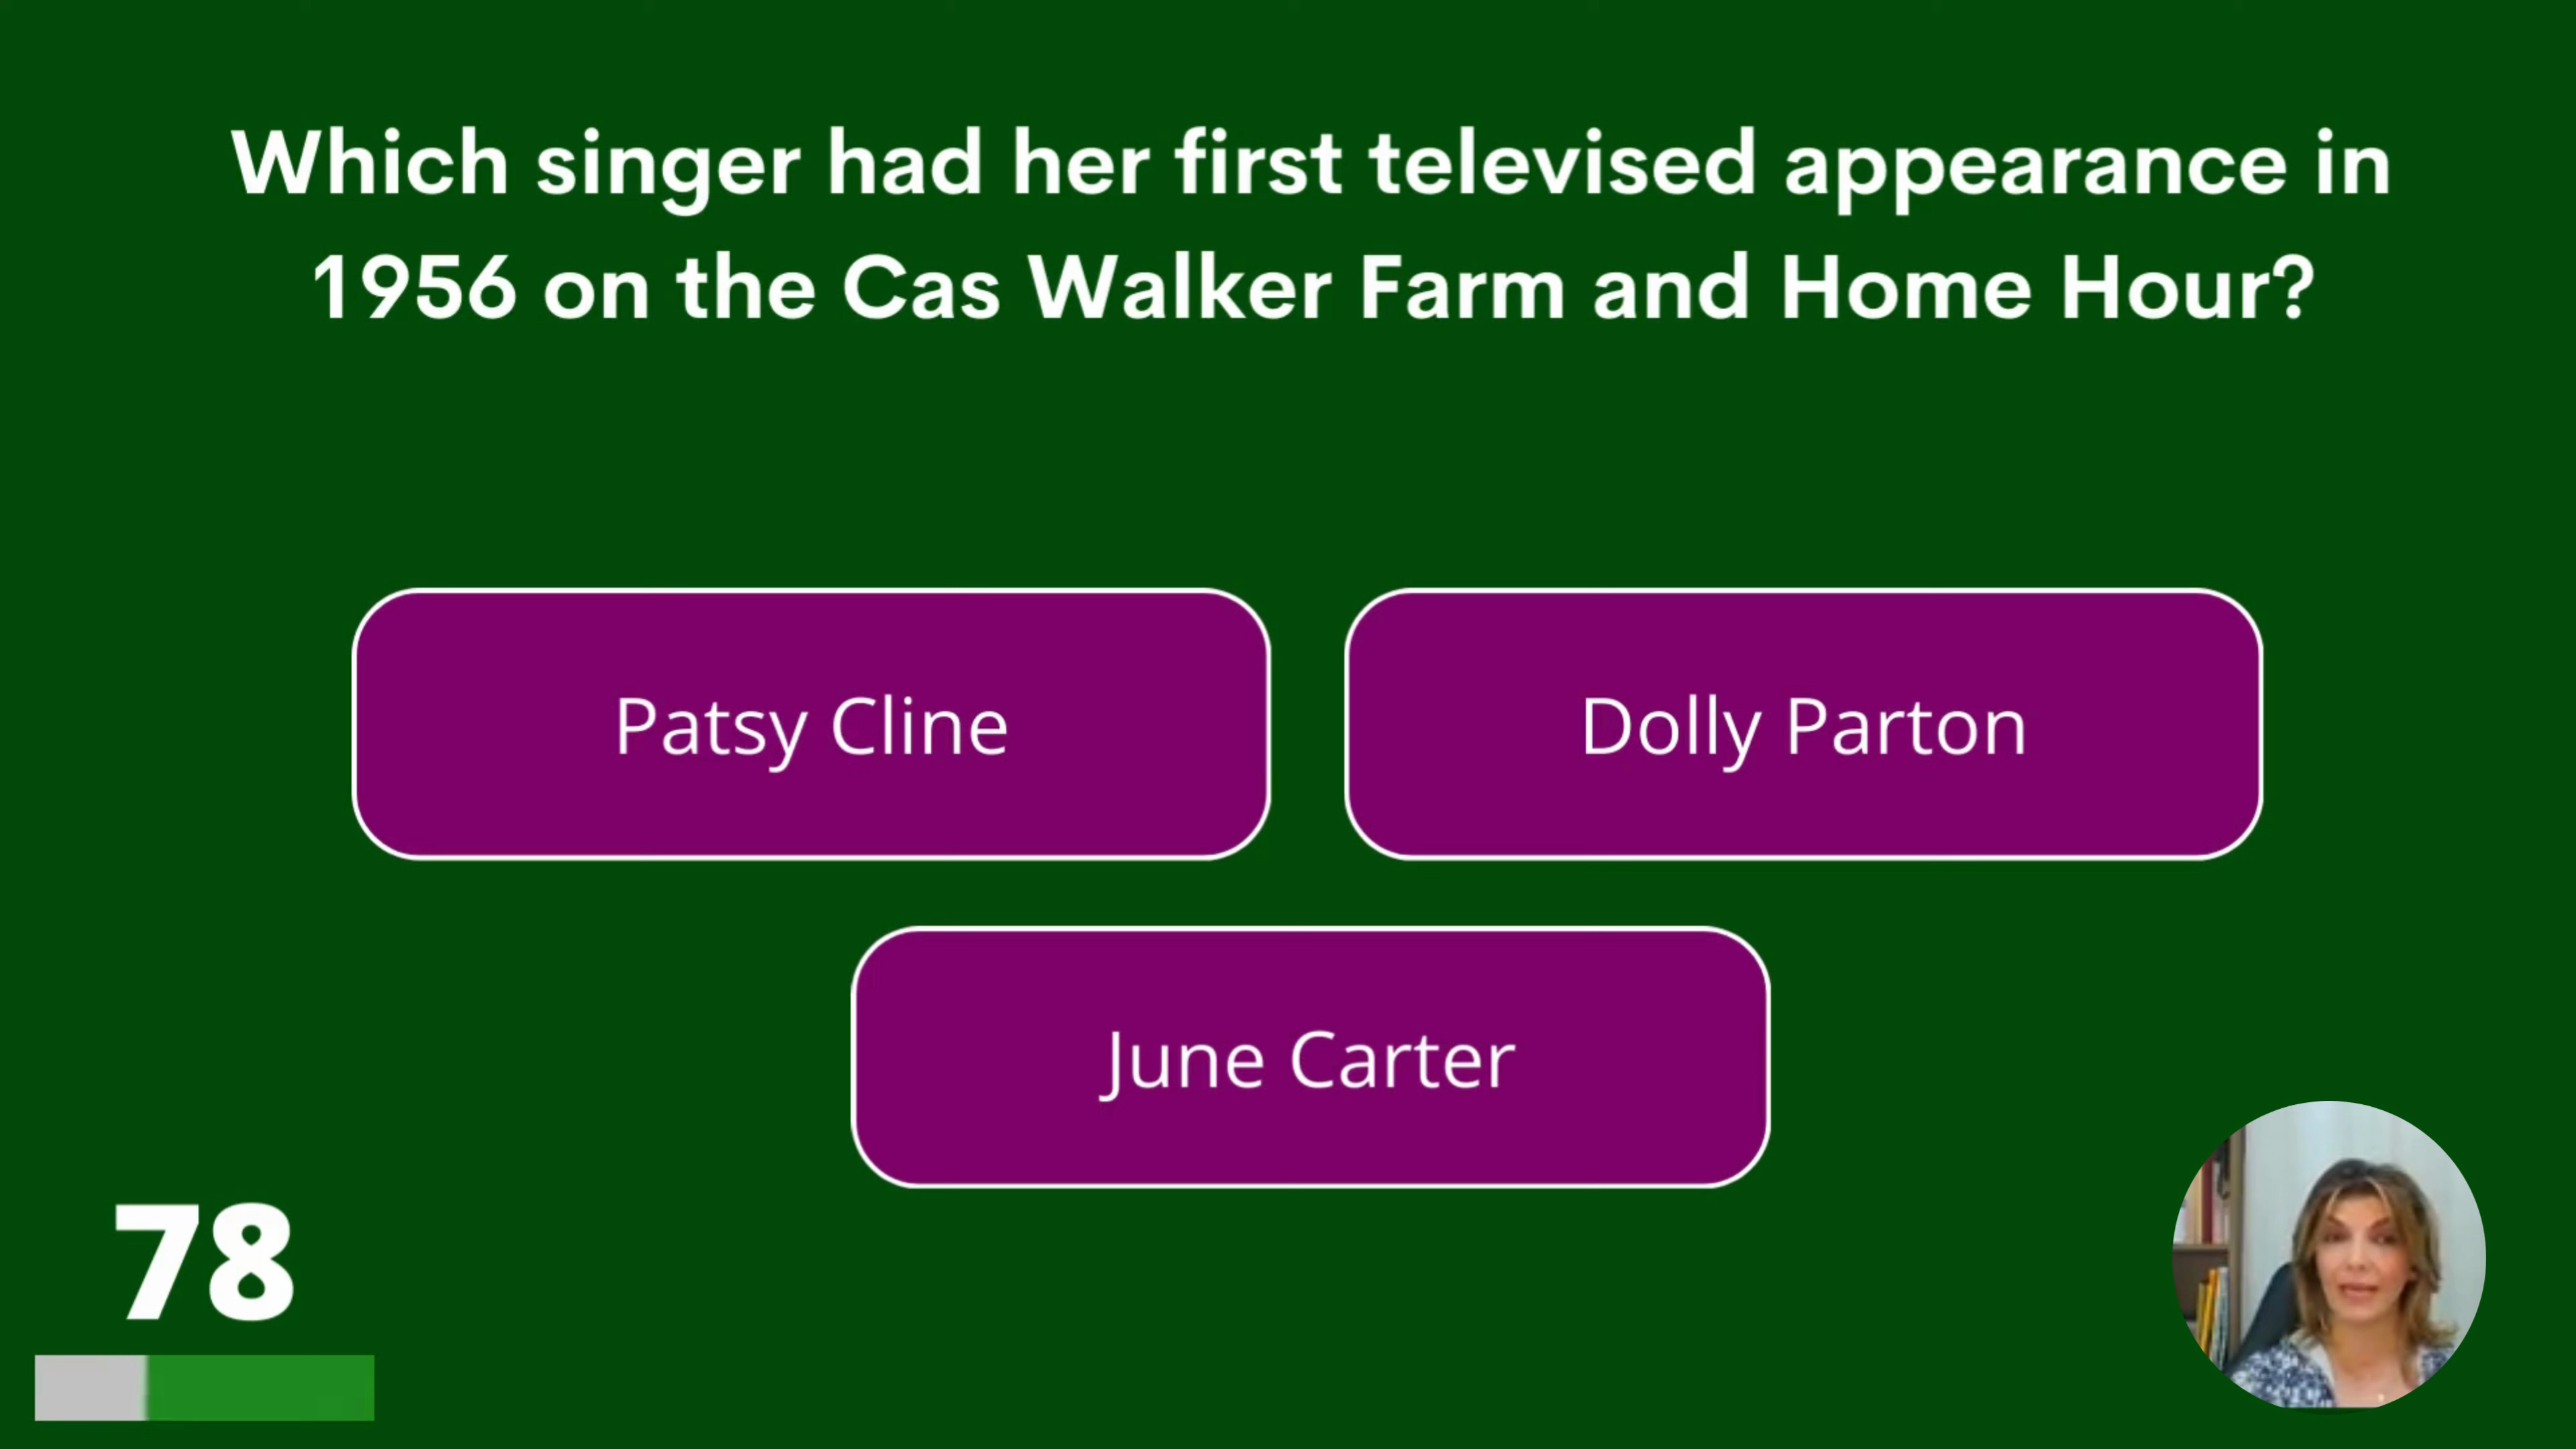 Which singer had her first televised appearance in
1956 on the Cas Walker Farm and Home Hour?
Patsy Cline
Dolly Parton
June Carter
78